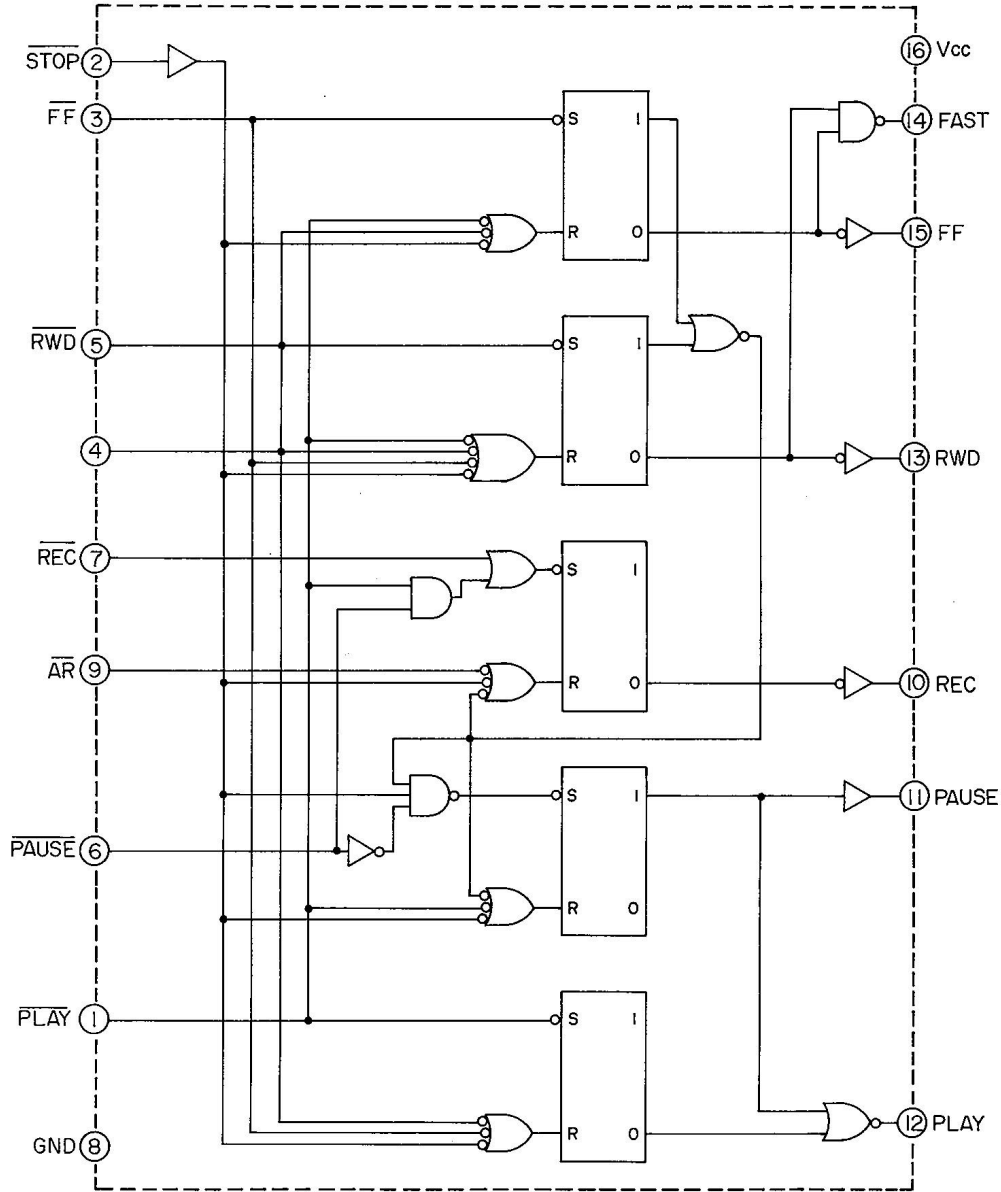 STOP 2
16 Vcc
FF 3
S 1
14 FAST
R 0
15 FF
RWD 5
S 1
4
R 0
13 RWD
REC 7
S 1
AR 9
R 0
10 REC
S 1
11 PAUSE
PAUSE 6
R 0
PLAY 1
S 1
12 PLAY
GND 8
R 0